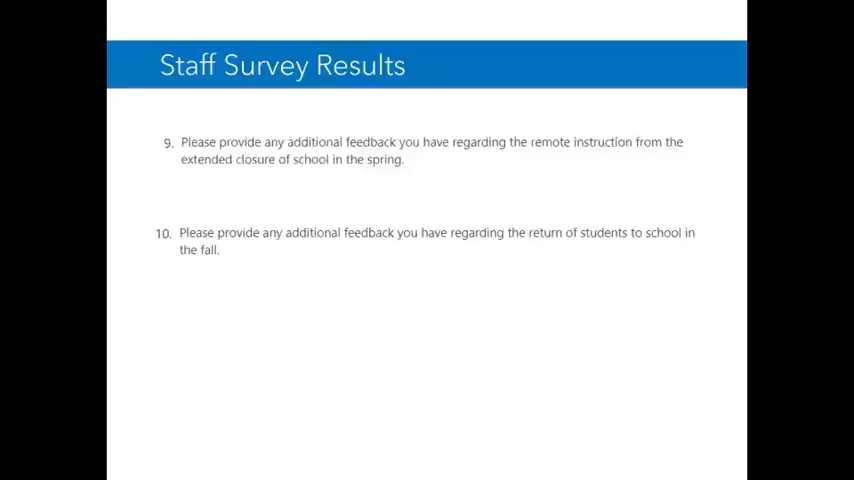 Staff Survey Results
9. Please provide any additional feedback you have regarding the remote instruction from the
extended closure of school in the spring.
10. Please provide any additional feedback you have regarding the return of students to school in
the fall.